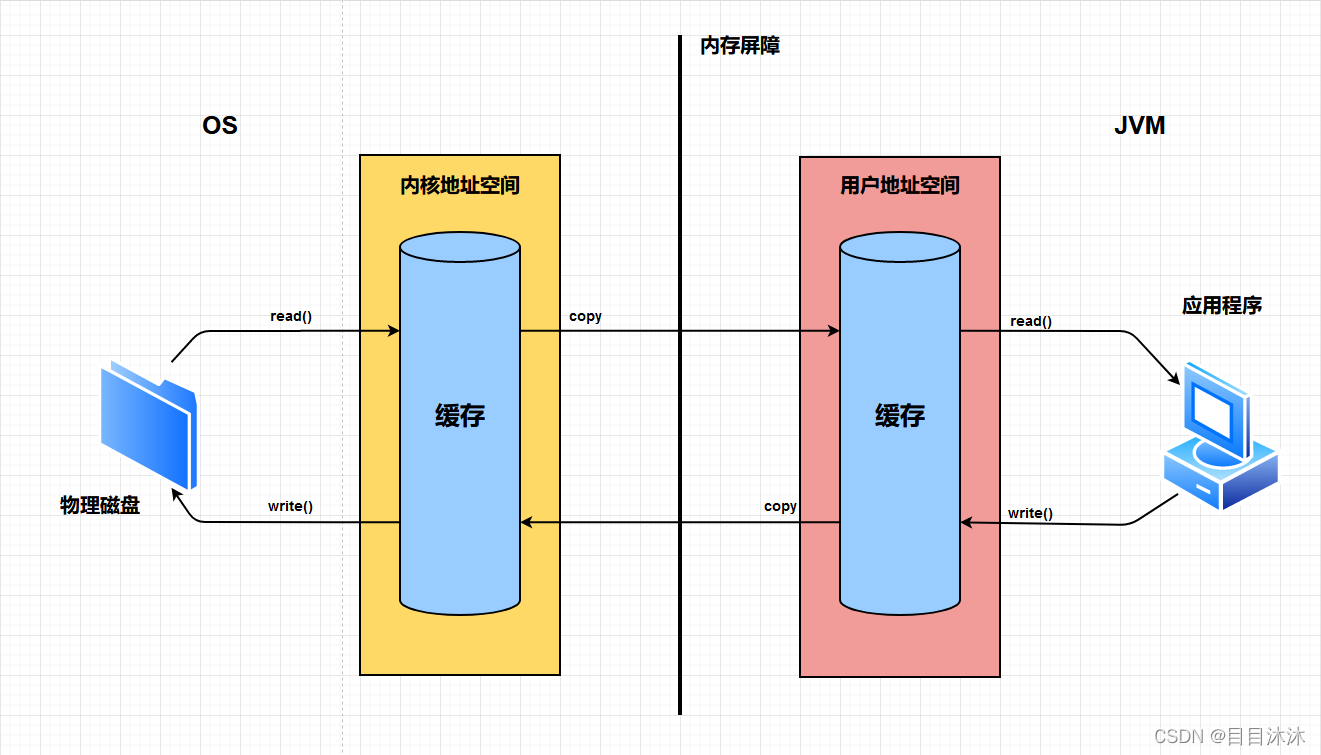 内存屏障
OS
JVM
内核地址空间
用户地址空间
read()
copy
read()
应用程序
缓存
缓存
物理磁盘
write()
copy
write()
CSDN @目目沐沐